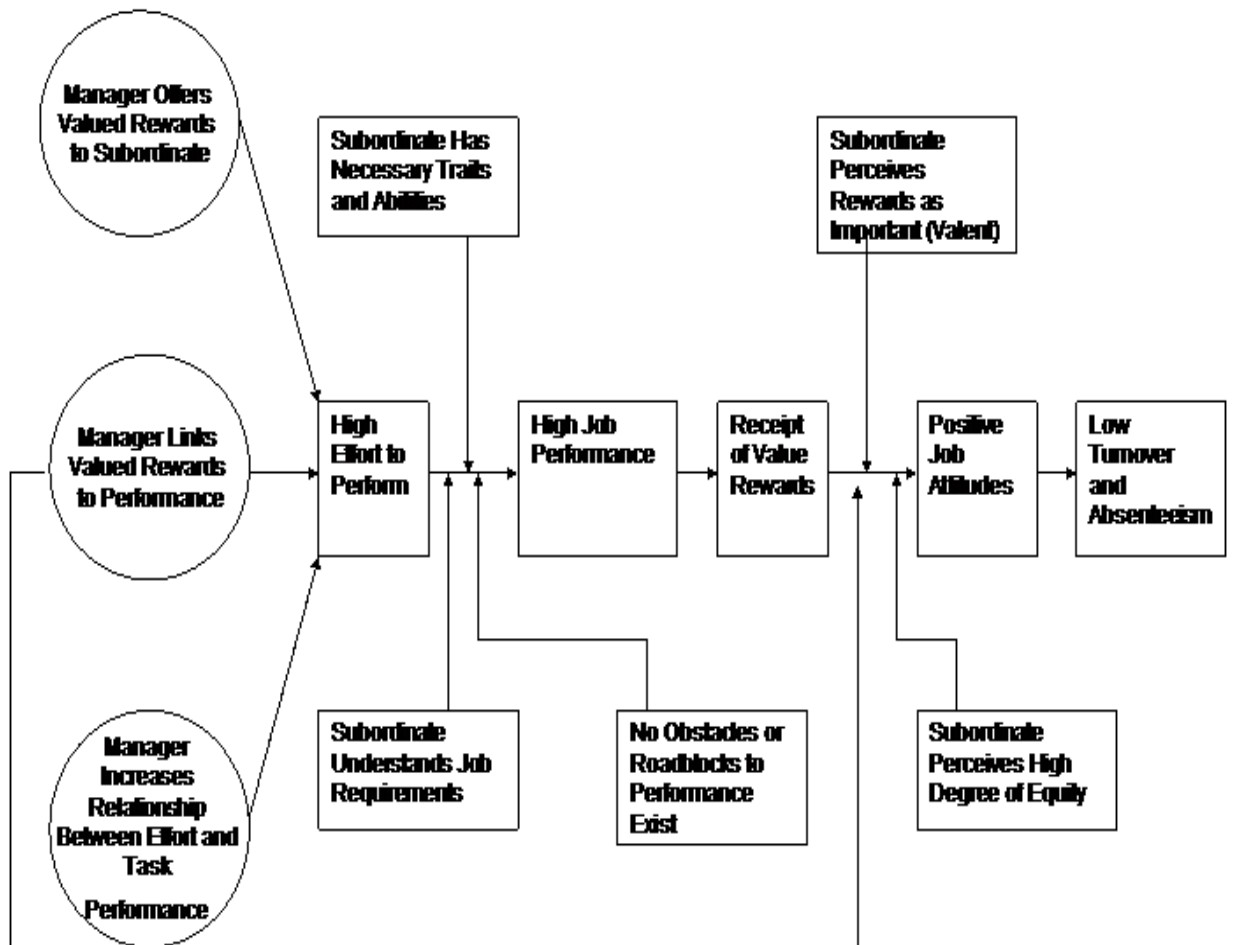 Manager Offers
Valued Rewards
to Subordinate
Subordinate Has
Necessary Traits
and Abilities
Subordinate
Perceives
Rewards as
Important (Valent)
Manager Links
Valued Rewards
to Performance
High
Effort to
Perform
High Job
Performance
Receipt
of Value
Rewards
Positive
Job
Attitudes
Low
Turnover
and
Absenteeism
Manager
Increases
Relationship
Between Effort and
Task
Performance
Subordinate
Understands Job
Requirements
No Obstacles or
Roadblocks to
Performance
Exist
Subordinate
Perceives High
Degree of Equity